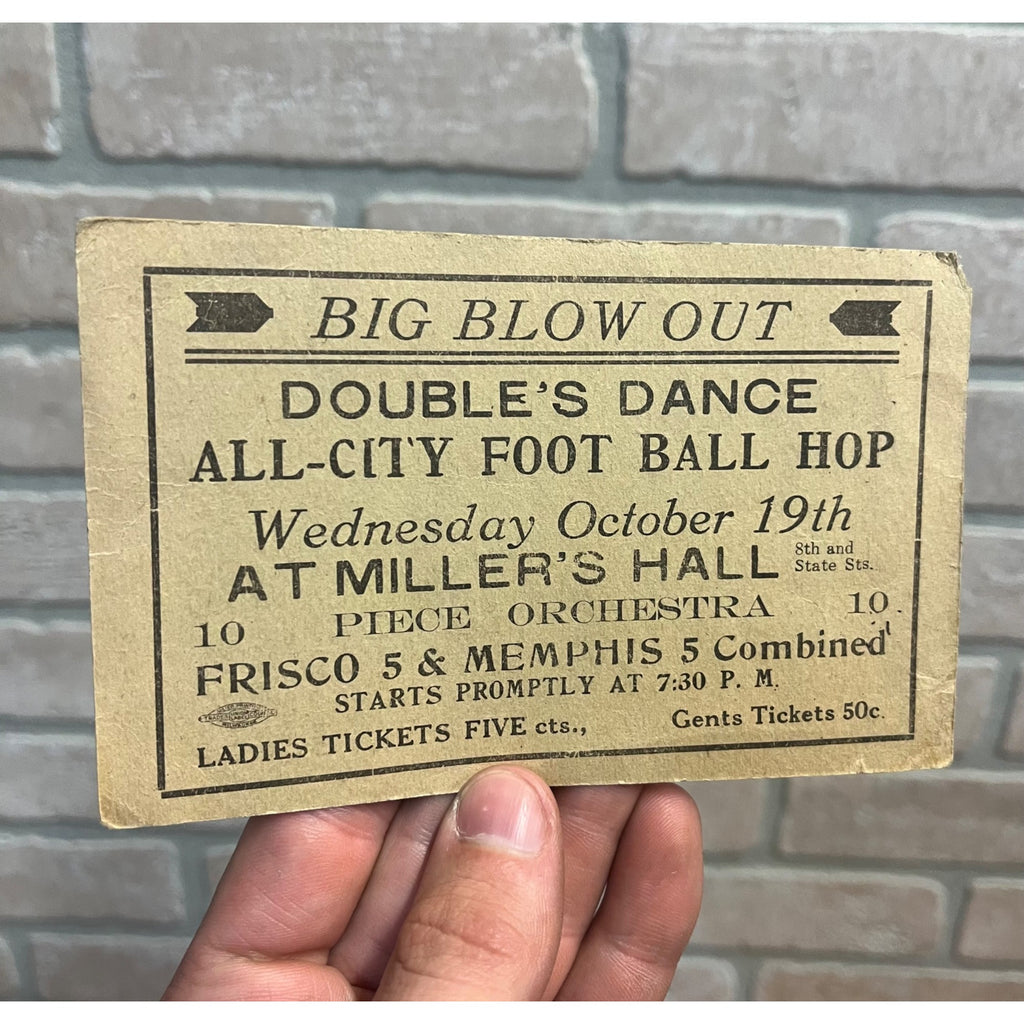 BIG BLOW OUT
DOUBLE'S DANCE
ALL-CITY FOOT BALL HOP
Wednesday October 19th
AT MILLER'S HALL 8th and State Sts.
10 PIECE ORCHESTRA 10.
FRISCO 5 & MEMPHIS 5 Combined
STARTS PROMPTLY AT 7:30 P. M.
LADIES TICKETS FIVE cts., Gents Tickets 50c.